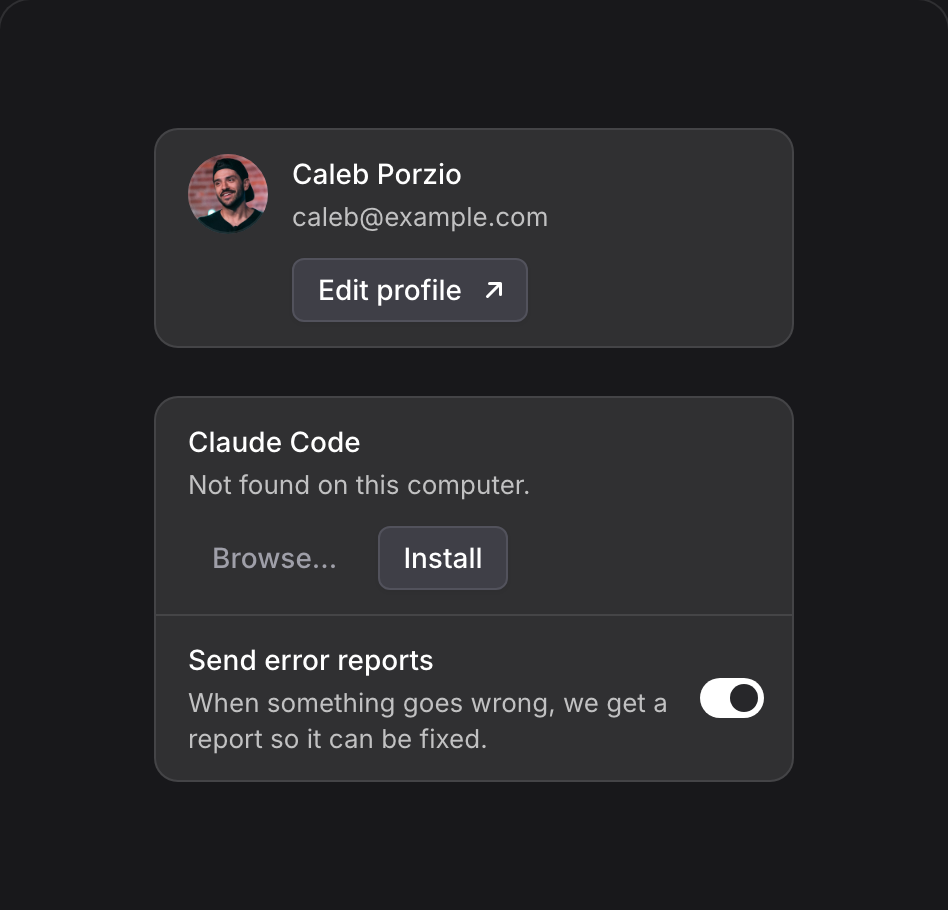 Caleb Porzio
caleb@example.com
Edit profile
Claude Code
Not found on this computer.
Browse...
Install
Send error reports
When something goes wrong, we get a
report so it can be fixed.